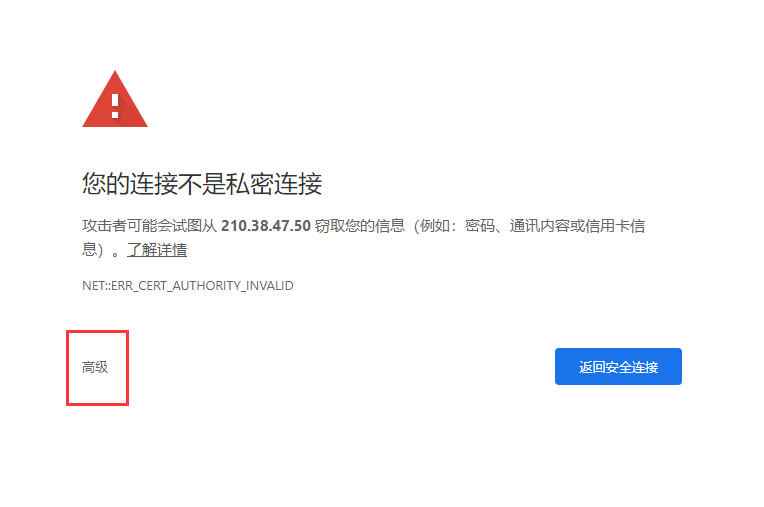 您的连接不是私密连接
攻击者可能会试图从 210.38.47.50 窃取您的信息（例如：密码、通讯内容或信用卡信
息）。了解详情
NET::ERR_CERT_AUTHORITY_INVALID
高级
返回安全连接